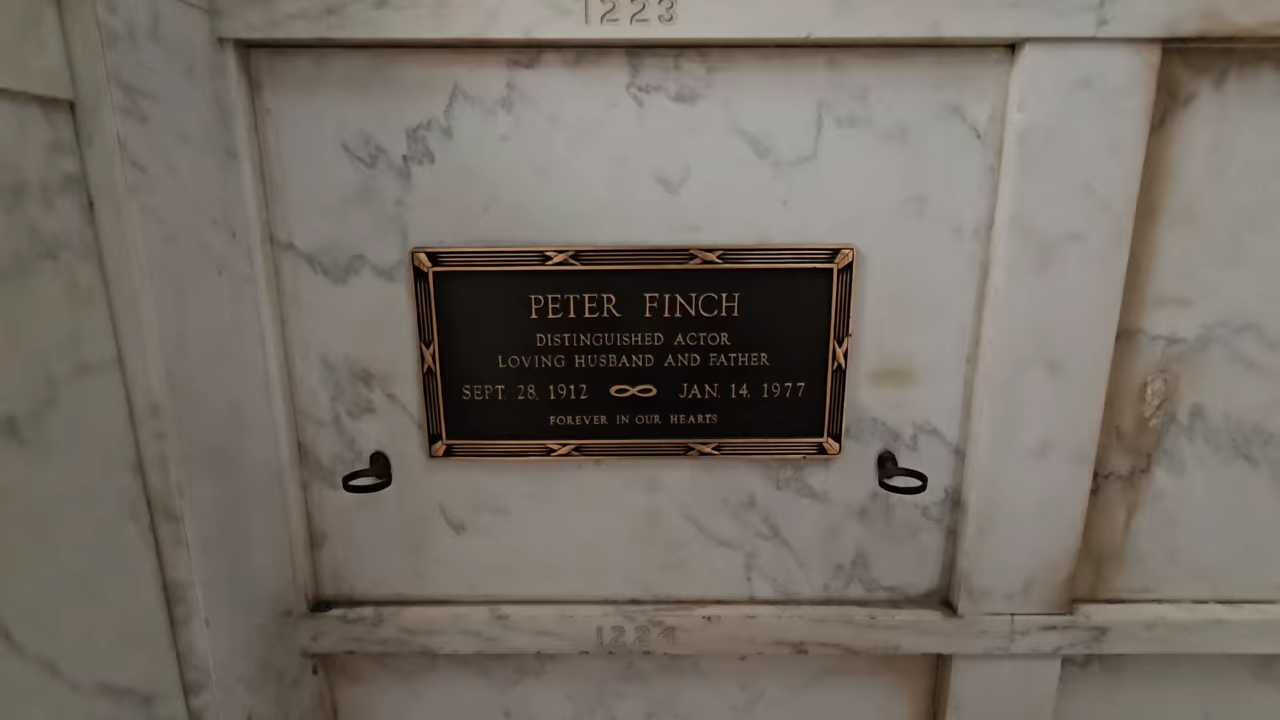 1223
PETER FINCH
DISTINGUISHED ACTOR
LOVING HUSBAND AND FATHER
SEPT. 28, 1912 ∞ JAN. 14, 1977
FOREVER IN OUR HEARTS
1224